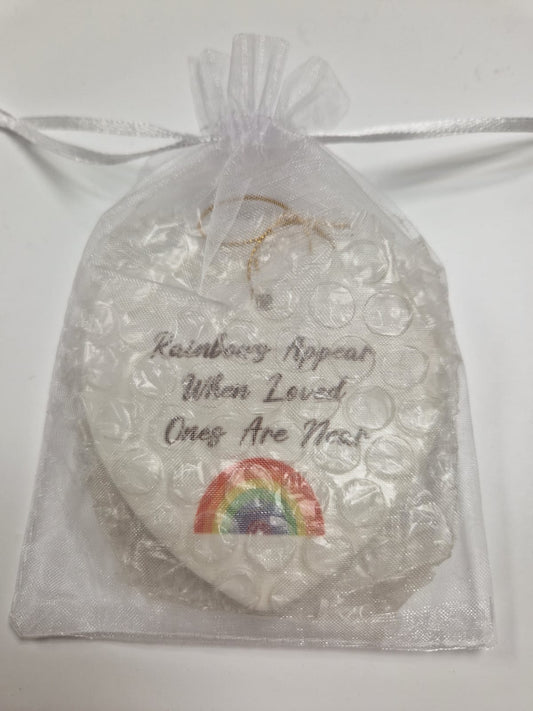 Rainbows Appear
When Loved
Ones Are Near